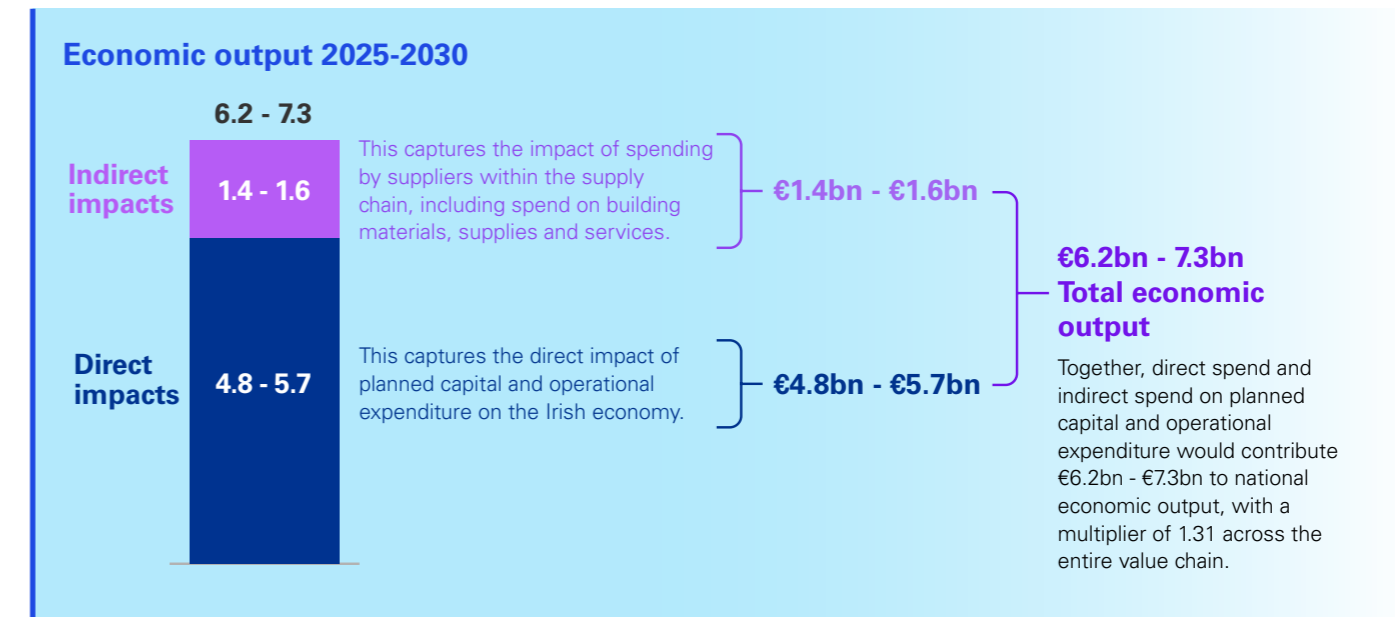 Economic output 2025-2030
6.2 - 7.3
Indirect
impacts
1.4 - 1.6
This captures the impact of spending
by suppliers within the supply
chain, including spend on building
materials, supplies and services.
€1.4bn - €1.6bn
Direct
impacts
4.8 - 5.7
This captures the direct impact of
planned capital and operational
expenditure on the Irish economy.
€4.8bn - €5.7bn
€6.2bn - 7.3bn
Total economic
output
Together, direct spend and
indirect spend on planned
capital and operational
expenditure would contribute
€6.2bn - €7.3bn to national
economic output, with a
multiplier of 1.31 across the
entire value chain.